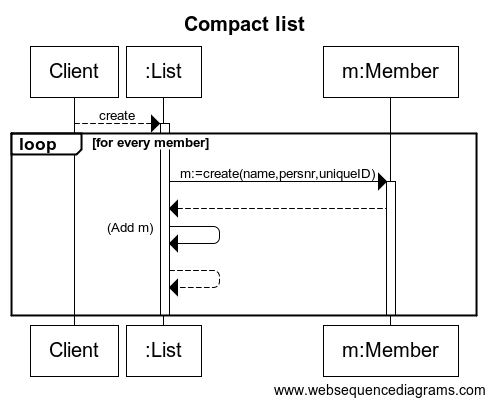 Compact list
Client
:List
m:Member
create
loop
[for every member]
m:=create(name,persnr,uniqueID)
(Add m)
Client
:List
m:Member
www.websequencediagrams.com